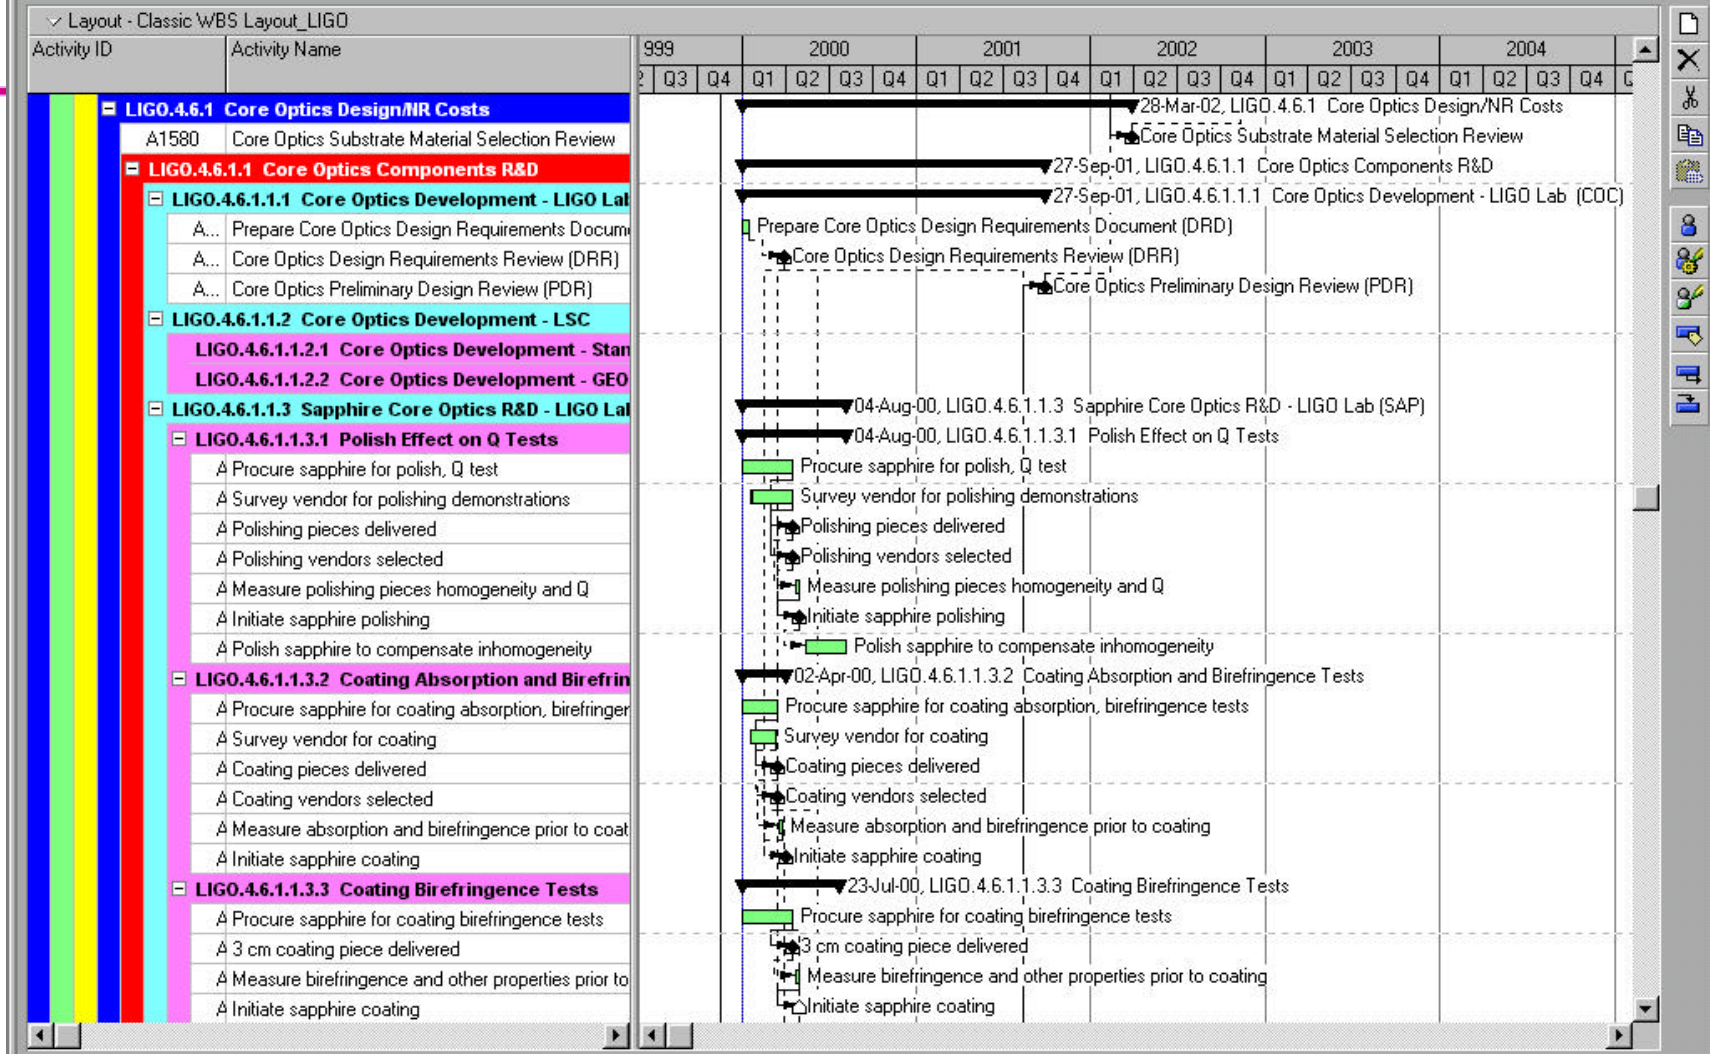 Layout - Classic WBS Layout_LIGO
Activity ID Activity Name 999 2000 2001 2002 2003 2004
Q3 Q4 Q1 Q2 Q3 Q4 Q1 Q2 Q3 Q4 Q1 Q2 Q3 Q4 Q1 Q2 Q3 Q4 Q1 Q2 Q3 Q4
LIGO.4.6.1 Core Optics Design/NR Costs 28-Mar-02, LIGO.4.6.1 Core Optics Design/NR Costs
A1580 Core Optics Substrate Material Selection Review Core Optics Substrate Material Selection Review
LIGO.4.6.1.1 Core Optics Components R&D 27-Sep-01, LIGO.4.6.1.1 Core Optics Components R&D
LIGO.4.6.1.1.1 Core Optics Development - LIGO Lal 27-Sep-01, LIGO.4.6.1.1.1 Core Optics Development - LIGO Lab (COC)
A... Prepare Core Optics Design Requirements Docum Prepare Core Optics Design Requirements Document (DRD)
A... Core Optics Design Requirements Review (DRR) Core Optics Design Requirements Review (DRR)
A... Core Optics Preliminary Design Review (PDR) Core Optics Preliminary Design Review (PDR)
LIGO.4.6.1.1.2 Core Optics Development - LSC
LIGO.4.6.1.1.2.1 Core Optics Development - Stan
LIGO.4.6.1.1.2.2 Core Optics Development - GEO
LIGO.4.6.1.1.3 Sapphire Core Optics R&D - LIGO Lal 04-Aug-00, LIGO.4.6.1.1.3 Sapphire Core Optics R&D - LIGO Lab (SAP)
LIGO.4.6.1.1.3.1 Polish Effect on Q Tests 04-Aug-00, LIGO.4.6.1.1.3.1 Polish Effect on Q Tests
A Procure sapphire for polish, Q test Procure sapphire for polish, Q test
A Survey vendor for polishing demonstrations Survey vendor for polishing demonstrations
A Polishing pieces delivered Polishing pieces delivered
A Polishing vendors selected Polishing vendors selected
A Measure polishing pieces homogeneity and Q Measure polishing pieces homogeneity and Q
A Initiate sapphire polishing Initiate sapphire polishing
A Polish sapphire to compensate inhomogeneity Polish sapphire to compensate inhomogeneity
LIGO.4.6.1.1.3.2 Coating Absorption and Birefrin 02-Apr-00, LIGO.4.6.1.1.3.2 Coating Absorption and Birefringence Tests
A Procure sapphire for coating absorption, birefringer Procure sapphire for coating absorption, birefringence tests
A Survey vendor for coating Survey vendor for coating
A Coating pieces delivered Coating pieces delivered
A Coating vendors selected Coating vendors selected
A Measure absorption and birefringence prior to coat Measure absorption and birefringence prior to coating
A Initiate sapphire coating Initiate sapphire coating
LIGO.4.6.1.1.3.3 Coating Birefringence Tests 23-Jul-00, LIGO.4.6.1.1.3.3 Coating Birefringence Tests
A Procure sapphire for coating birefringence tests Procure sapphire for coating birefringence tests
A 3 cm coating piece delivered 3 cm coating piece delivered
A Measure birefringence and other properties prior to Measure birefringence and other properties prior to coating
A Initiate sapphire coating Initiate sapphire coating